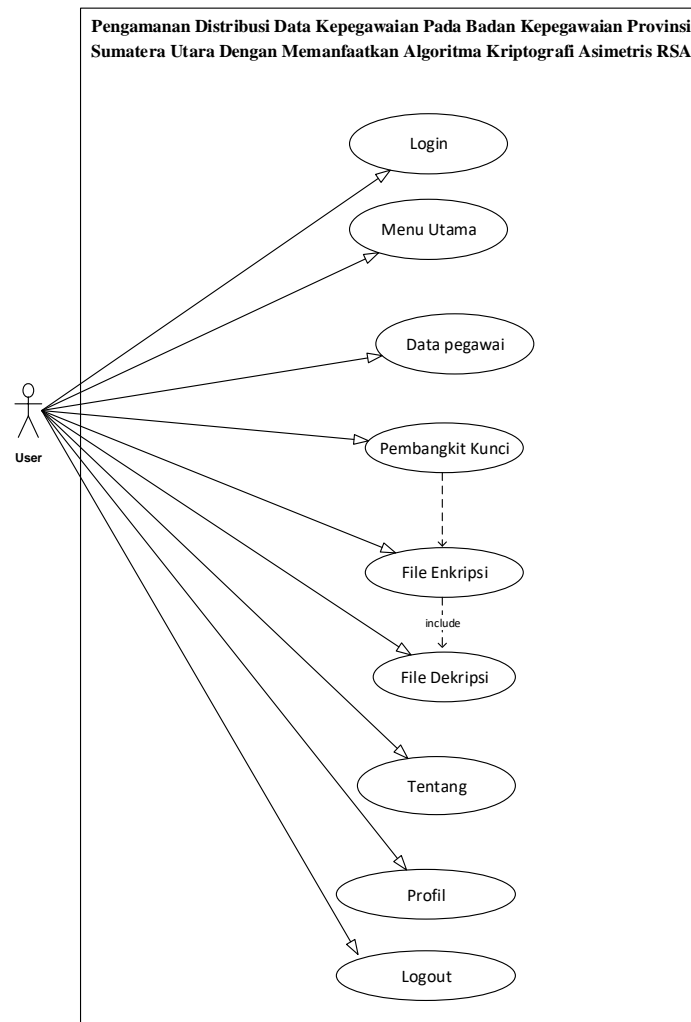 Pengamanan Distribusi Data Kepegawaian Pada Badan Kepegawaian Provinsi
Sumatera Utara Dengan Memanfaatkan Algoritma Kriptografi Asimetris RSA
Login
Menu Utama
Data pegawai
Pembangkit Kunci
User
File Enkripsi
include
File Dekripsi
Tentang
Profil
Logout